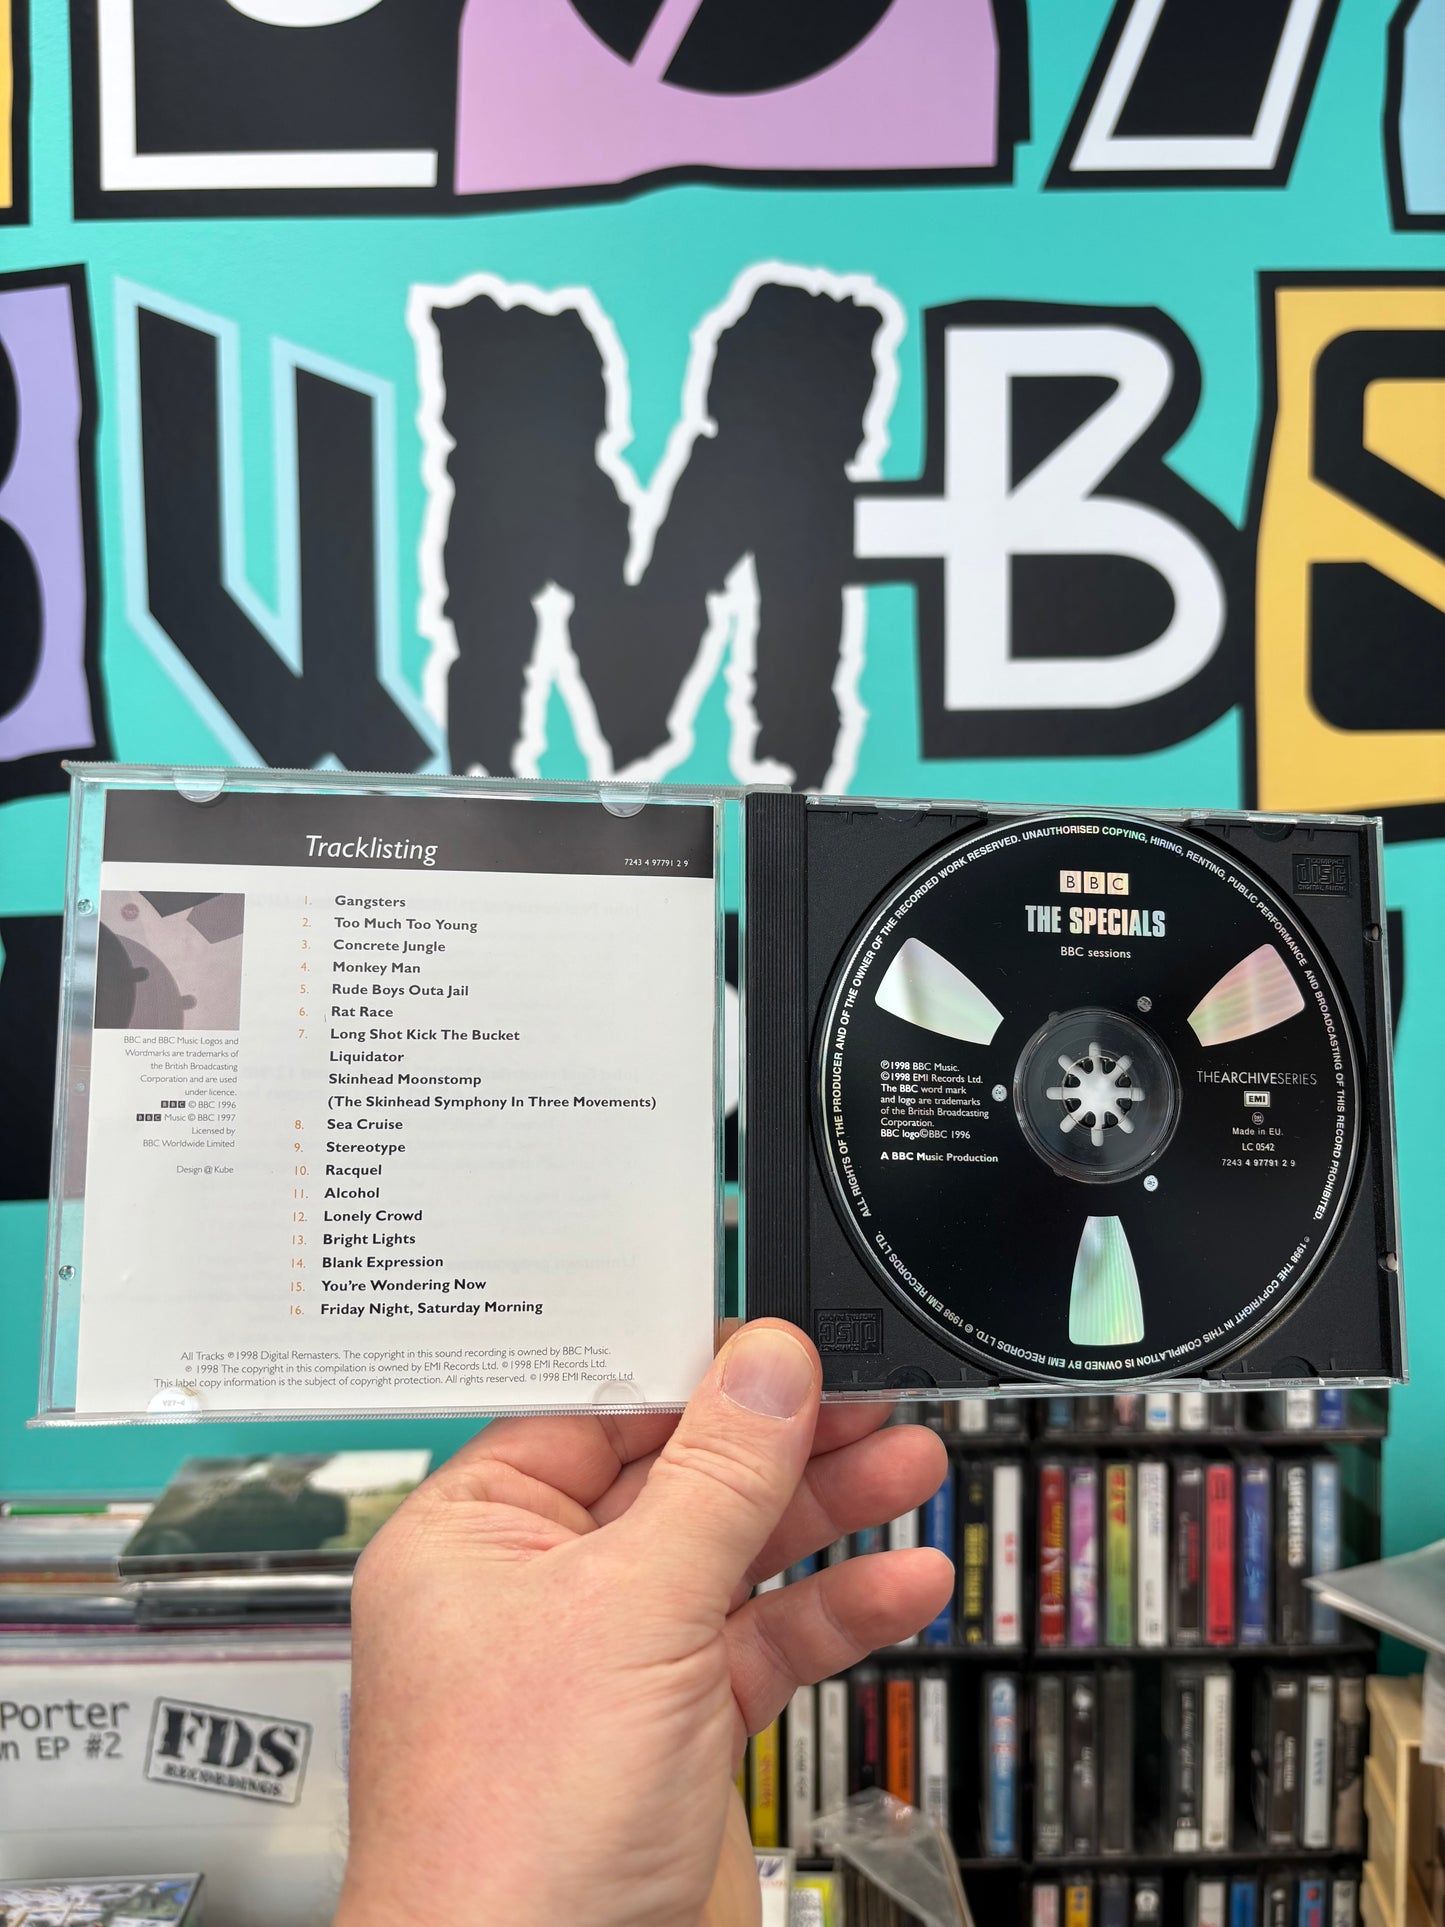 UMBS
Tracklisting
7243 4 97791 2 9
1. Gangsters
2. Too Much Too Young
3. Concrete Jungle
4. Monkey Man
5. Rude Boys Outa Jail
6. Rat Race
7. Long Shot Kick The Bucket
Liquidator
Skinhead Moonstomp
(The Skinhead Symphony In Three Movements)
8. Sea Cruise
9. Stereotype
10. Racquel
11. Alcohol
12. Lonely Crowd
13. Bright Lights
14. Blank Expression
15. You're Wondering Now
16. Friday Night, Saturday Morning
BBC and BBC Music Logos and
Wordmarks are trademarks of
the British Broadcasting
Corporation and are used
under licence.
BBC © BBC 1996
BBC Music © BBC 1997
Licensed by
BBC Worldwide Limited
Design @ Kube
All Tracks ℗ 1998 Digital Remasters. The copyright in this sound recording is owned by BBC Music.
℗ 1998 The copyright in this compilation is owned by EMI Records Ltd. © 1998 EMI Records Ltd.
This label copy information is the subject of copyright protection. All rights reserved. © 1998 EMI Records Ltd.
V27-4
BBC
THE SPECIALS
BBC sessions
℗1998 BBC Music.
©1998 EMI Records Ltd.
The BBC word mark
and logo are trademarks
of the British Broadcasting
Corporation.
BBC logo©BBC 1996
A BBC Music Production
THEARCHIVESERIES
EMI
Made in EU.
LC 0542
7243 4 97791 2 9
ALL RIGHTS OF THE PRODUCER AND OF THE OWNER OF THE RECORDED WORK RESERVED. UNAUTHORISED COPYING, HIRING, RENTING, PUBLIC PERFORMANCE AND BROADCASTING OF THIS RECORD PROHIBITED.
℗ 1998 THE COPYRIGHT IN THIS COMPILATION IS OWNED BY EMI RECORDS LTD. © 1998 EMI RECORDS LTD.
COMPACT
disc
DIGITAL AUDIO
Porter
n EP #2
FDS
RECORDINGS